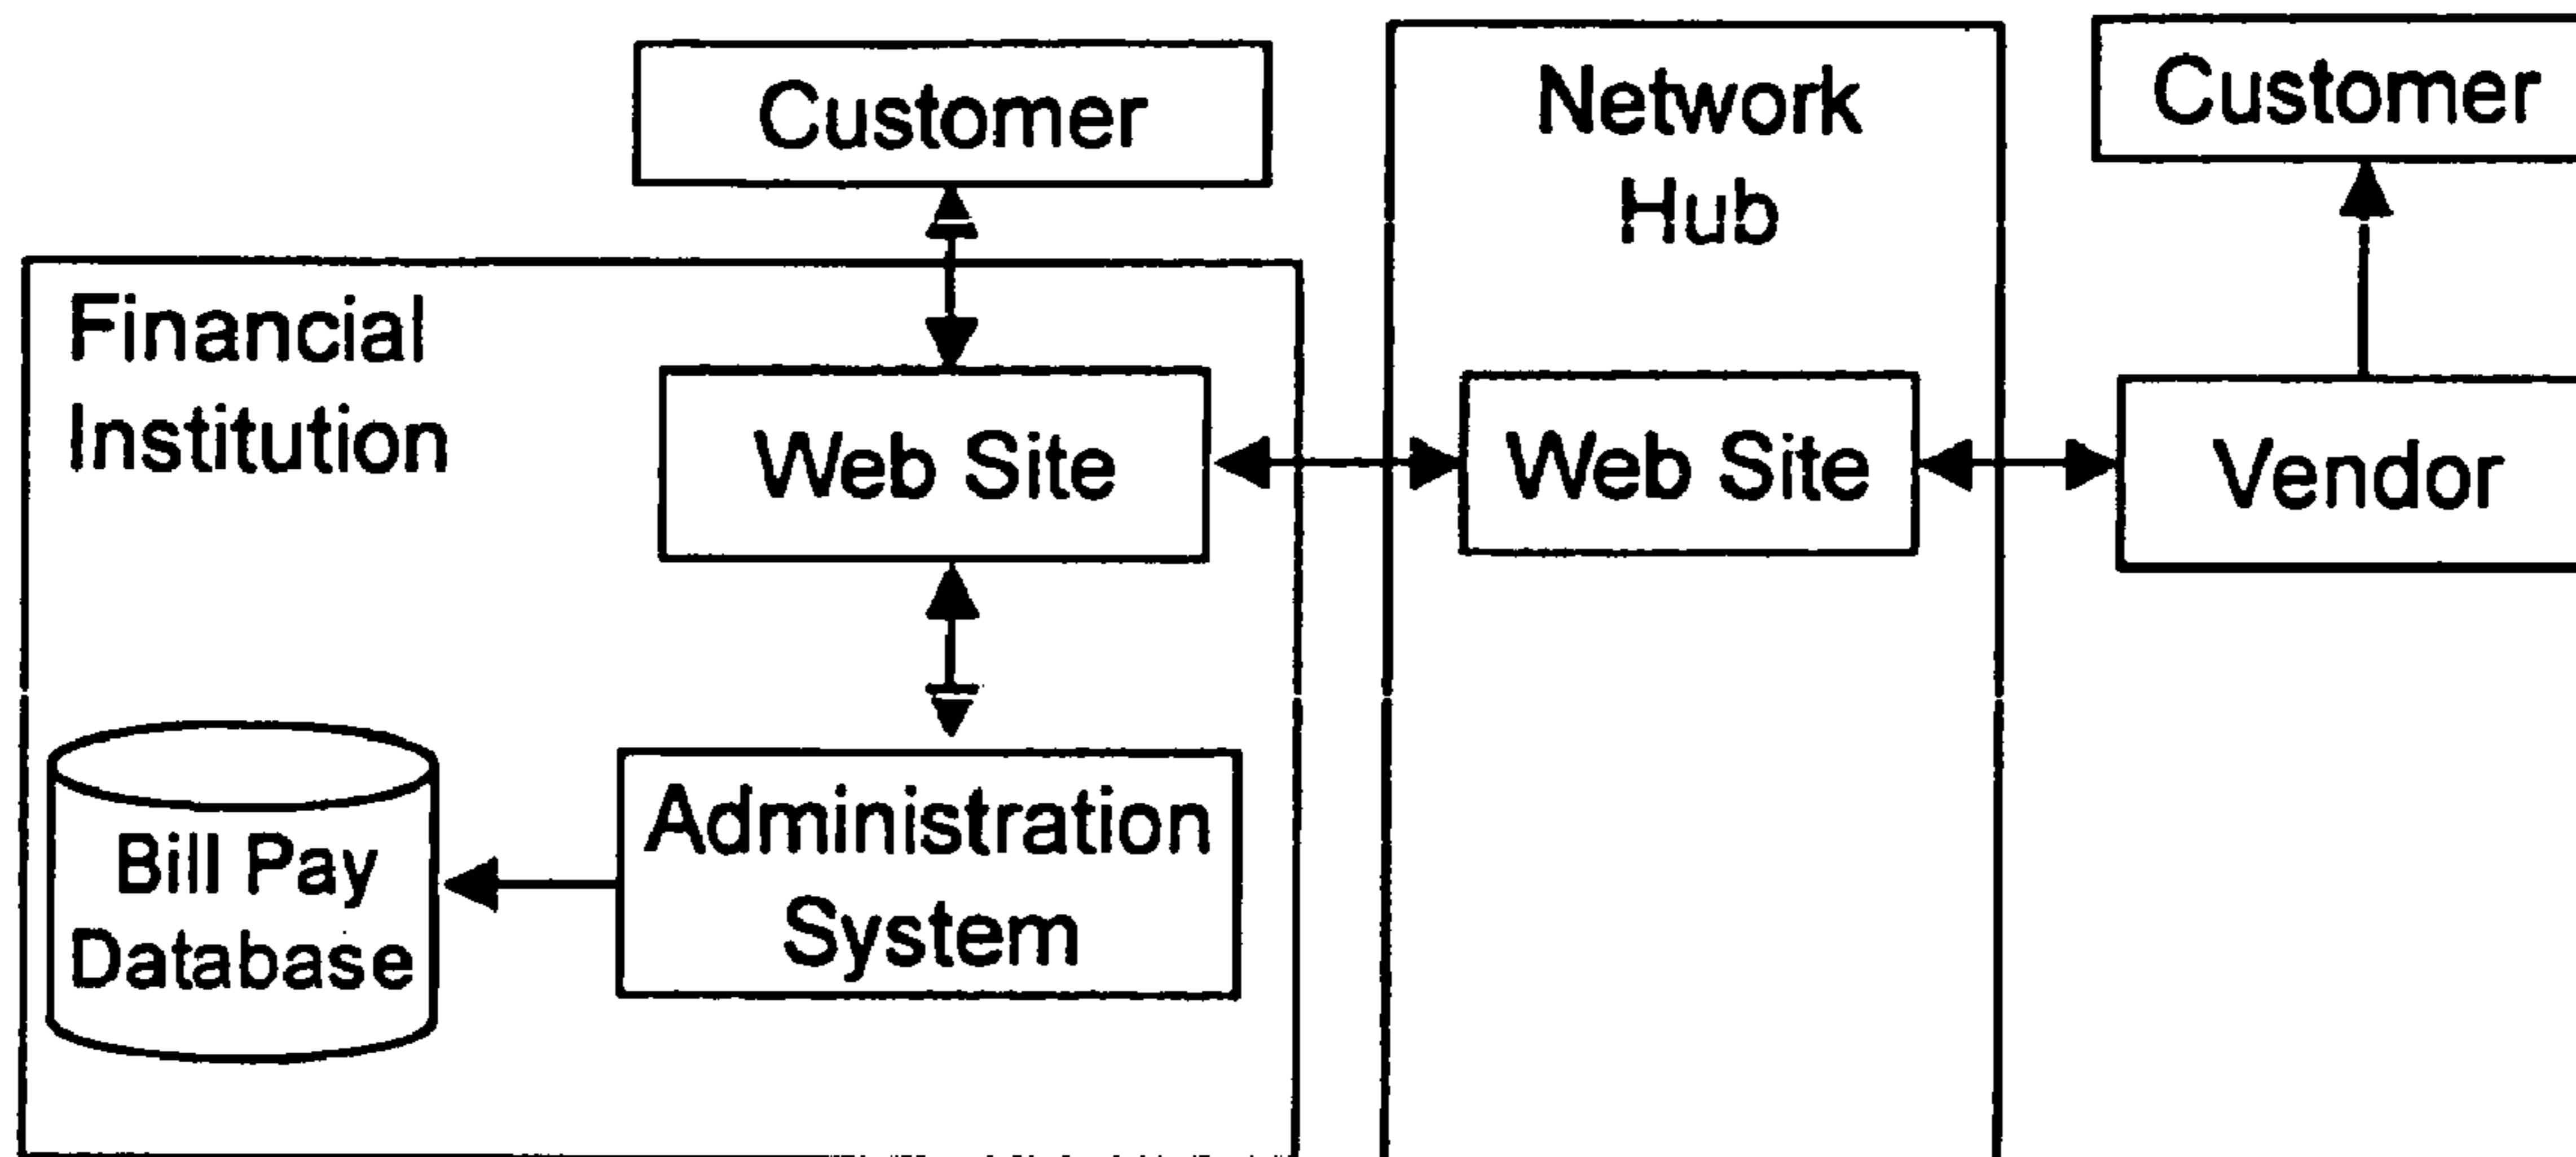 Customer
Network
Hub
Customer
Financial
Institution
Web Site
Web Site
Vendor
Bill Pay
Database
Administration
System